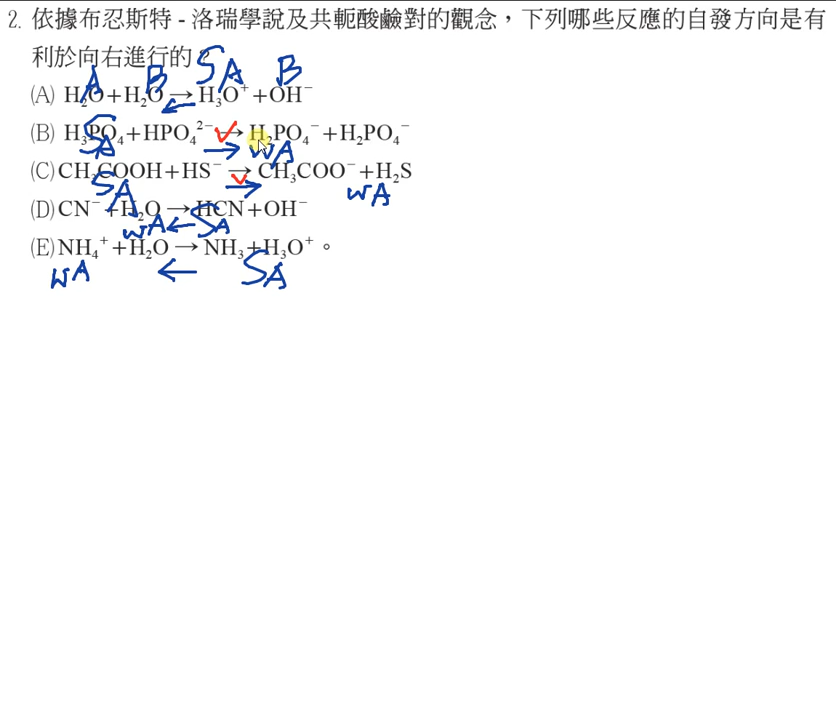 2. 依據布忍斯特 - 洛瑞學說及共軛酸鹼對的觀念，下列哪些反應的自發方向是有
利於向右進行的？
A B SA B
(A) H₂O+H₂O → H₃O⁺+OH⁻
←
(B) H₃PO₄+HPO₄²⁻ → H₂PO₄⁻+H₂PO₄⁻
SA → WA
(C) CH₃COOH+HS⁻ → CH₃COO⁻+H₂S
SA → WA
(D) CN⁻+H₂O → HCN+OH⁻
WA ← SA
(E) NH₄⁺+H₂O → NH₃+H₃O⁺。
WA ← SA